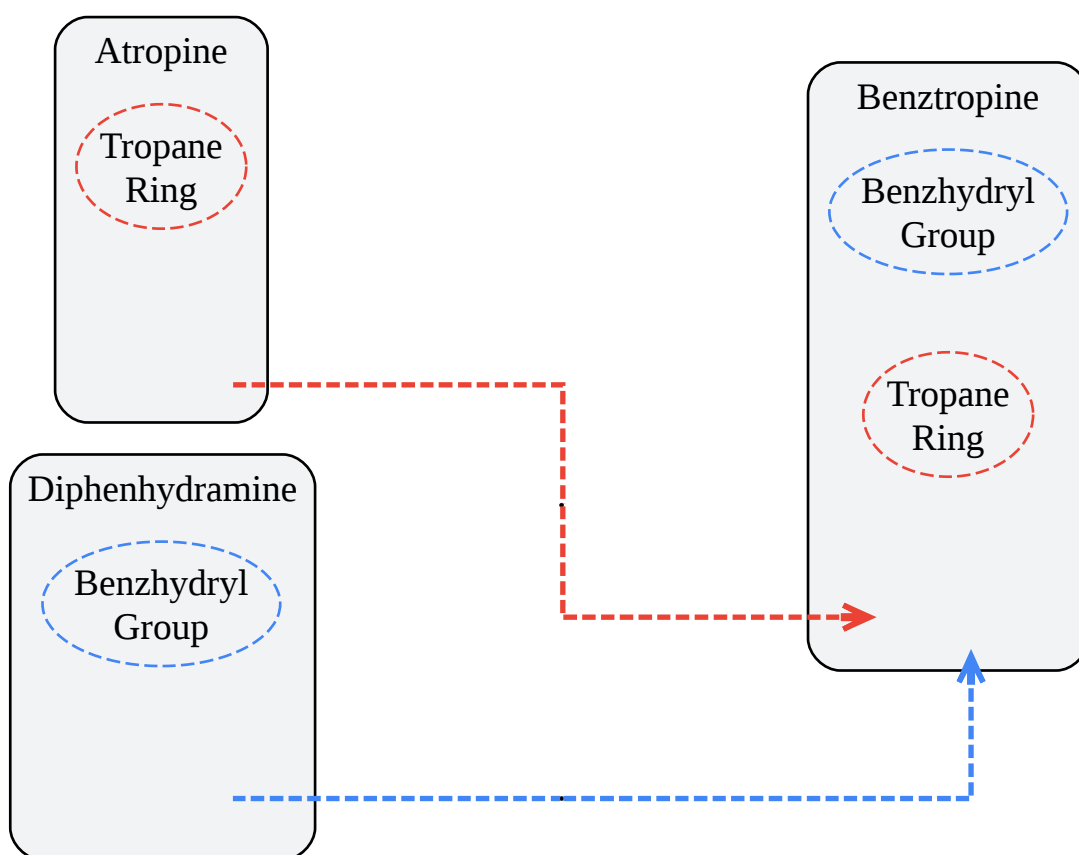 Atropine
Tropane
Ring
Diphenhydramine
Benzhydryl
Group
Benztropine
Benzhydryl
Group
Tropane
Ring